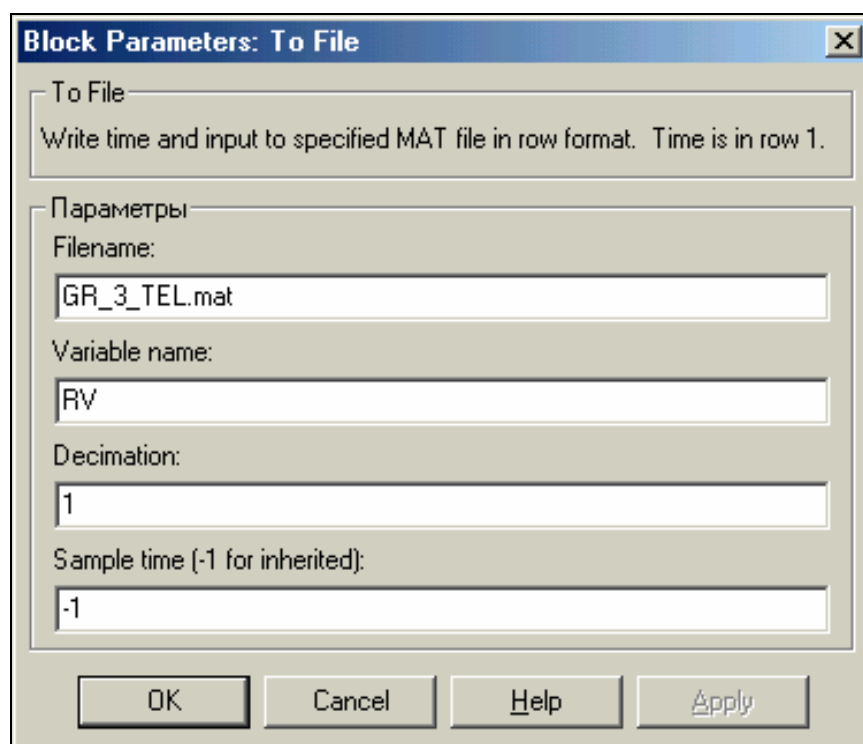 Block Parameters: To File
To File
Write time and input to specified MAT file in row format. Time is in row 1.
Параметры
Filename:
GR_3_TEL.mat
Variable name:
RV
Decimation:
1
Sample time (-1 for inherited):
-1
OK Cancel Help Apply